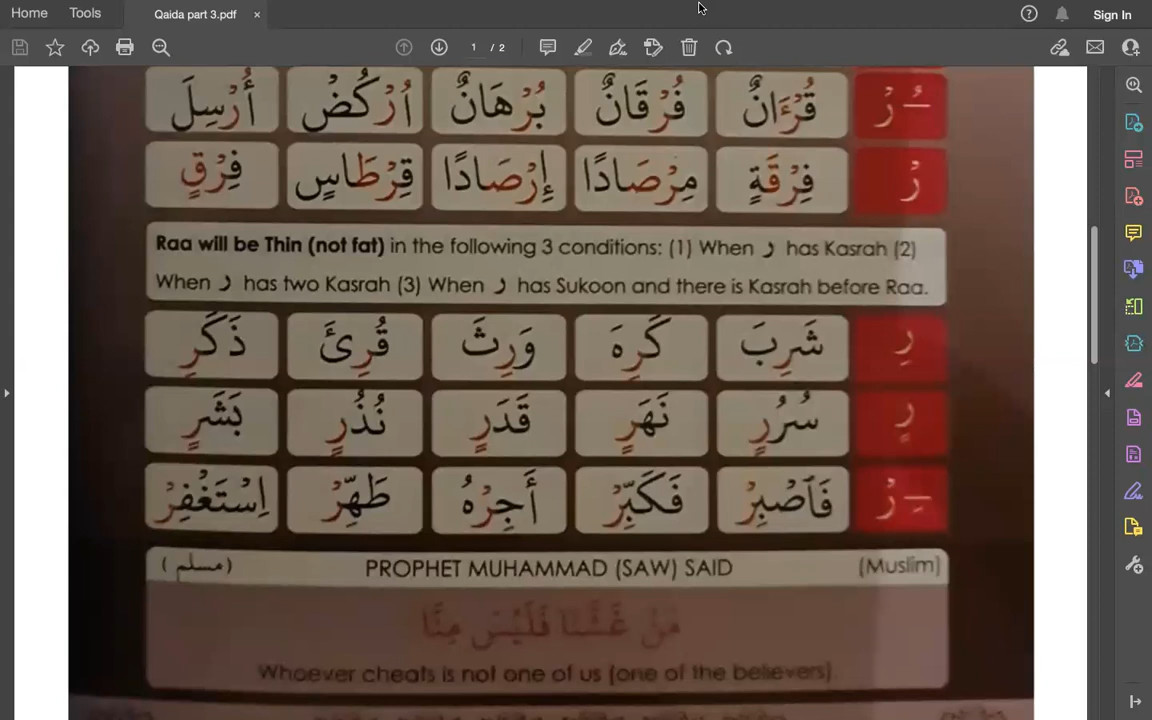 Home Tools Qaida part 3.pdf × Sign In
1 / 2
ـُ رْ قُرْءَانٌ فُرْقَانٌ بُرْهَانٌ اُرْكُضْ أُرْسِلَ
رْ فِرْقَةٍ مِرْصَادًا إِرْصَادًا قِرْطَاسٍ فِرْقٍ
Raa will be Thin (not fat) in the following 3 conditions: (1) When ر has Kasrah (2)
When ر has two Kasrah (3) When ر has Sukoon and there is Kasrah before Raa.
رِ شَرِبَ كَرِهَ وَرِثَ قُرِئَ ذَكَرِ
رٍ سُرُرٍ نَهَرٍ قَدَرٍ نُذُرٍ بَشَرٍ
ـِ رْ فَٱصْبِرْ فَكَبِّرْ أَجِرْهُ طَهِّرْ اِسْتَغْفِرْ
(مسلم) PROPHET MUHAMMAD (SAW) SAID (Muslim)
مَنْ غَشَّنَا فَلَيْسَ مِنَّا
Whoever cheats is not one of us (one of the believers).